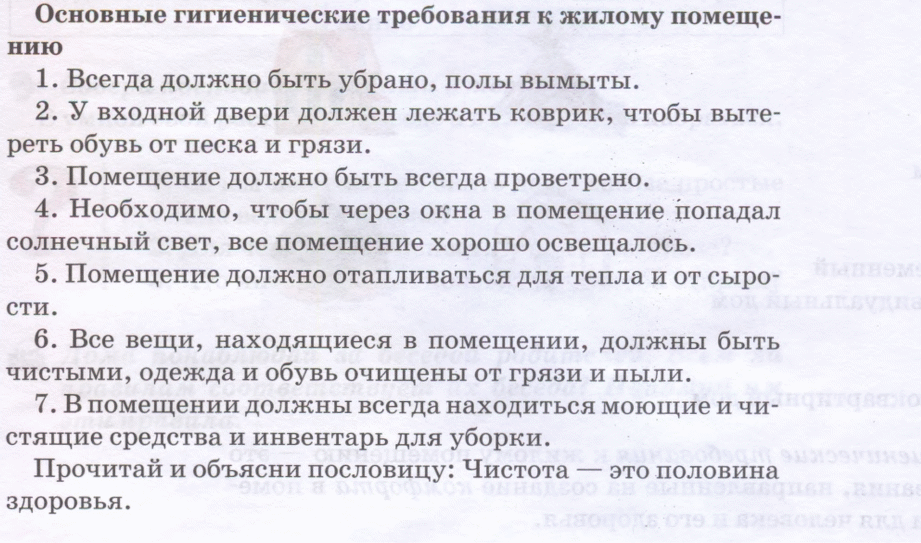 Основные гигиенические требования к жилому помеще-
нию
1. Всегда должно быть убрано, полы вымыты.
2. У входной двери должен лежать коврик, чтобы выте-
реть обувь от песка и грязи.
3. Помещение должно быть всегда проветрено.
4. Необходимо, чтобы через окна в помещение попадал
солнечный свет, все помещение хорошо освещалось.
5. Помещение должно отапливаться для тепла и от сыро-
сти.
6. Все вещи, находящиеся в помещении, должны быть
чистыми, одежда и обувь очищены от грязи и пыли.
7. В помещении должны всегда находиться моющие и чи-
стящие средства и инвентарь для уборки.
Прочитай и объясни пословицу: Чистота — это половина
здоровья.